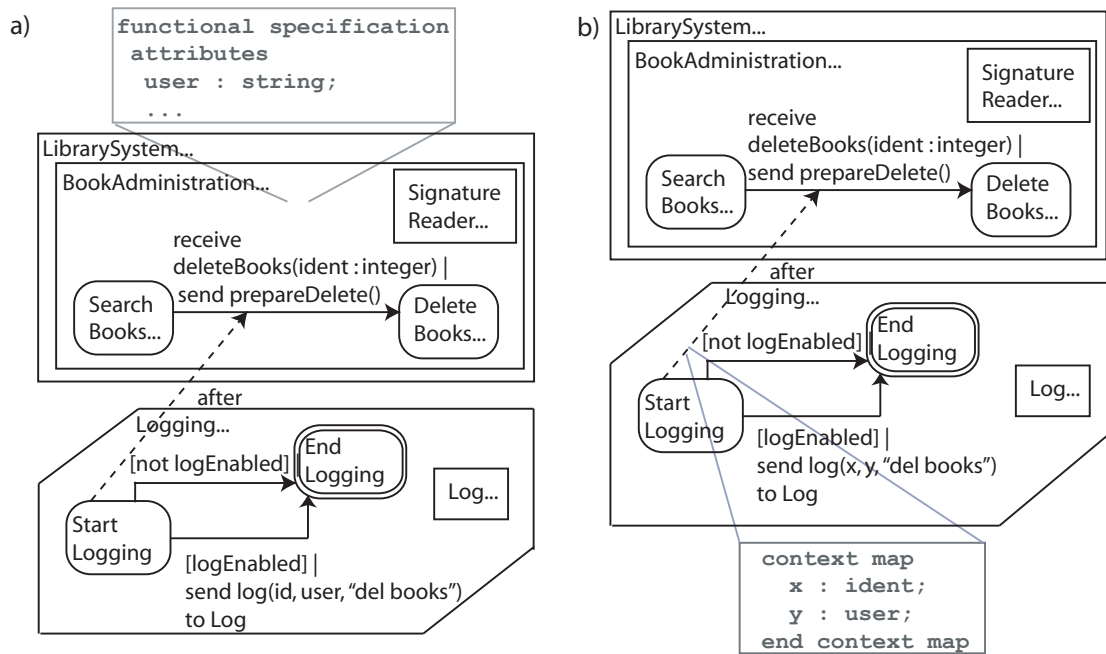 a)
functional specification
attributes
user : string;
...
LibrarySystem...
BookAdministration...
Signature
Reader...
receive
deleteBooks(ident : integer) |
send prepareDelete()
Search
Books...
Delete
Books...
after
Logging...
[not logEnabled] |
End
Logging
Log...
Start
Logging
[logEnabled] |
send log(id, user, “del books”)
to Log
b)
LibrarySystem...
BookAdministration...
Signature
Reader...
receive
deleteBooks(ident : integer) |
send prepareDelete()
Search
Books...
Delete
Books...
after
Logging...
[not logEnabled] |
End
Logging
Log...
Start
Logging
[logEnabled] |
send log(x, y, “del books”)
to Log
context map
x : ident;
y : user;
end context map